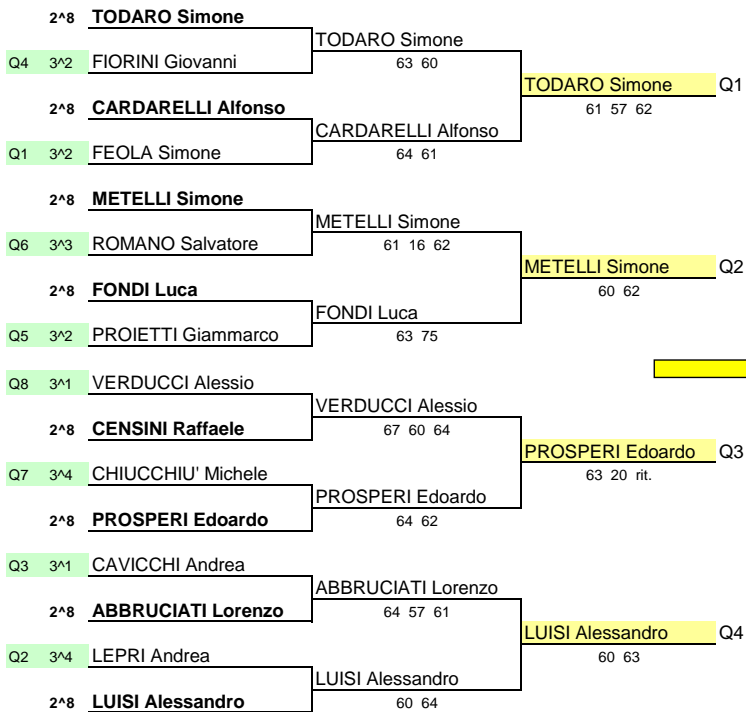 2^8 TODARO Simone
TODARO Simone
Q4 3^2 FIORINI Giovanni 63 60
TODARO Simone Q1
2^8 CARDARELLI Alfonso 61 57 62
CARDARELLI Alfonso
Q1 3^2 FEOLA Simone 64 61
2^8 METELLI Simone
METELLI Simone
Q6 3^3 ROMANO Salvatore 61 16 62
METELLI Simone Q2
2^8 FONDI Luca 60 62
FONDI Luca
Q5 3^2 PROIETTI Giammarco 63 75
Q8 3^1 VERDUCCI Alessio
VERDUCCI Alessio
2^8 CENSINI Raffaele 67 60 64
PROSPERI Edoardo Q3
Q7 3^4 CHIUCCHIU' Michele 63 20 rit.
PROSPERI Edoardo
2^8 PROSPERI Edoardo 64 62
Q3 3^1 CAVICCHI Andrea
ABBRUCIATI Lorenzo
2^8 ABBRUCIATI Lorenzo 64 57 61
LUISI Alessandro Q4
Q2 3^4 LEPRI Andrea 60 63
LUISI Alessandro
2^8 LUISI Alessandro 60 64